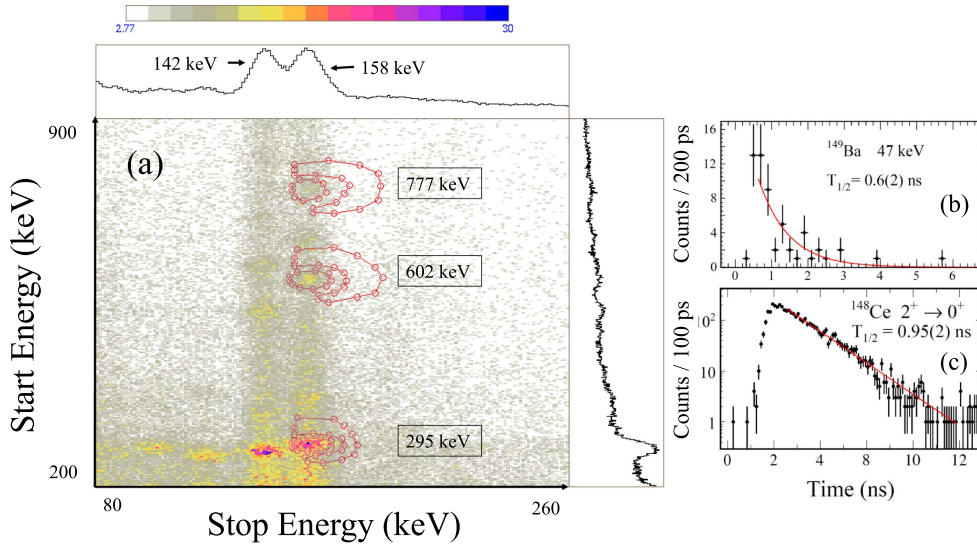 2.77
30
142 keV
158 keV
900
(a)
777 keV
602 keV
295 keV
200
80
260
Start Energy (keV)
Stop Energy (keV)
16
12
8
4
0
Counts / 200 ps
¹⁴⁹Ba 47 keV
T₁/₂ = 0.6(2) ns
(b)
0 1 2 3 4 5 6
10²
10
1
Counts / 100 ps
¹⁴⁸Ce 2⁺ → 0⁺
T₁/₂ = 0.95(2) ns
(c)
0 2 4 6 8 10 12
Time (ns)